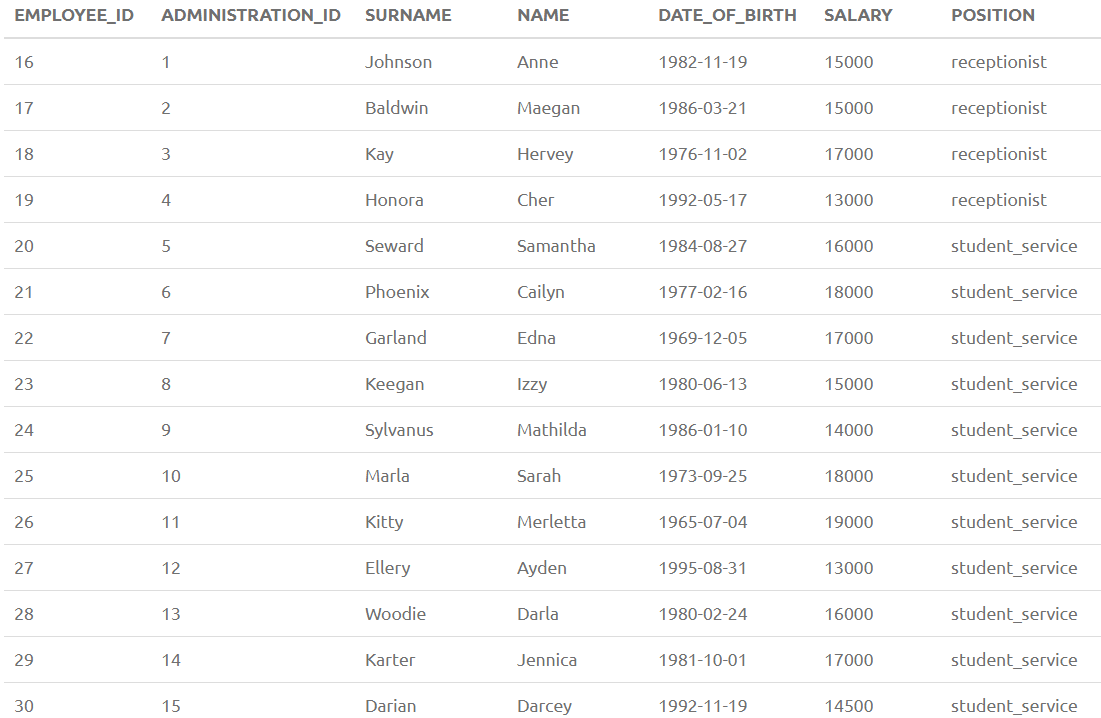 EMPLOYEE_ID ADMINISTRATION_ID SURNAME NAME DATE_OF_BIRTH SALARY POSITION
16 1 Johnson Anne 1982-11-19 15000 receptionist
17 2 Baldwin Maegan 1986-03-21 15000 receptionist
18 3 Kay Hervey 1976-11-02 17000 receptionist
19 4 Honora Cher 1992-05-17 13000 receptionist
20 5 Seward Samantha 1984-08-27 16000 student_service
21 6 Phoenix Cailyn 1977-02-16 18000 student_service
22 7 Garland Edna 1969-12-05 17000 student_service
23 8 Keegan Izzy 1980-06-13 15000 student_service
24 9 Sylvanus Mathilda 1986-01-10 14000 student_service
25 10 Marla Sarah 1973-09-25 18000 student_service
26 11 Kitty Merletta 1965-07-04 19000 student_service
27 12 Ellery Ayden 1995-08-31 13000 student_service
28 13 Woodie Darla 1980-02-24 16000 student_service
29 14 Karter Jennica 1981-10-01 17000 student_service
30 15 Darian Darcey 1992-11-19 14500 student_service